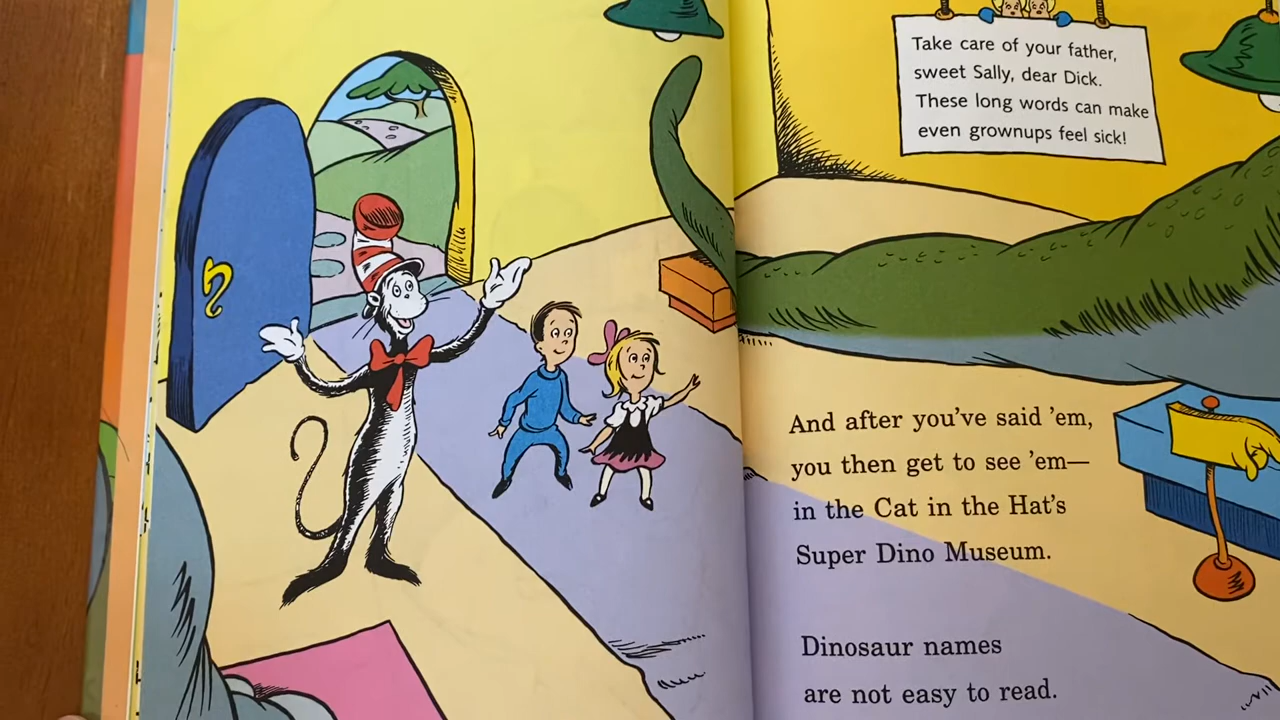 Take care of your father,
sweet Sally, dear Dick.
These long words can make
even grownups feel sick!
And after you've said 'em,
you then get to see 'em—
in the Cat in the Hat's
Super Dino Museum.
Dinosaur names
are not easy to read.